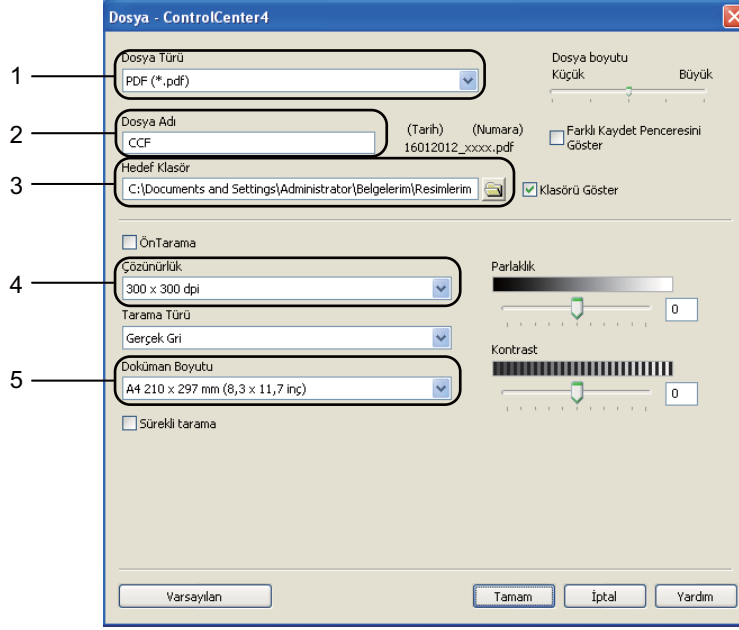 Dosya - ControlCenter4
1
Dosya Türü
PDF (*.pdf)
Dosya boyutu
Küçük Büyük
2
Dosya Adı
CCF
(Tarih) (Numara)
16012012_xxxx.pdf
Farklı Kaydet Penceresini
Göster
3
Hedef Klasör
C:\Documents and Settings\Administrator\Belgelerim\Resimlerim
Klasörü Göster
ÖnTarama
4
Çözünürlük
300 x 300 dpi
Parlaklık
0
Tarama Türü
Gerçek Gri
Kontrast
0
5
Doküman Boyutu
A4 210 x 297 mm (8,3 x 11,7 inç)
Sürekli tarama
Varsayılan Tamam İptal Yardım